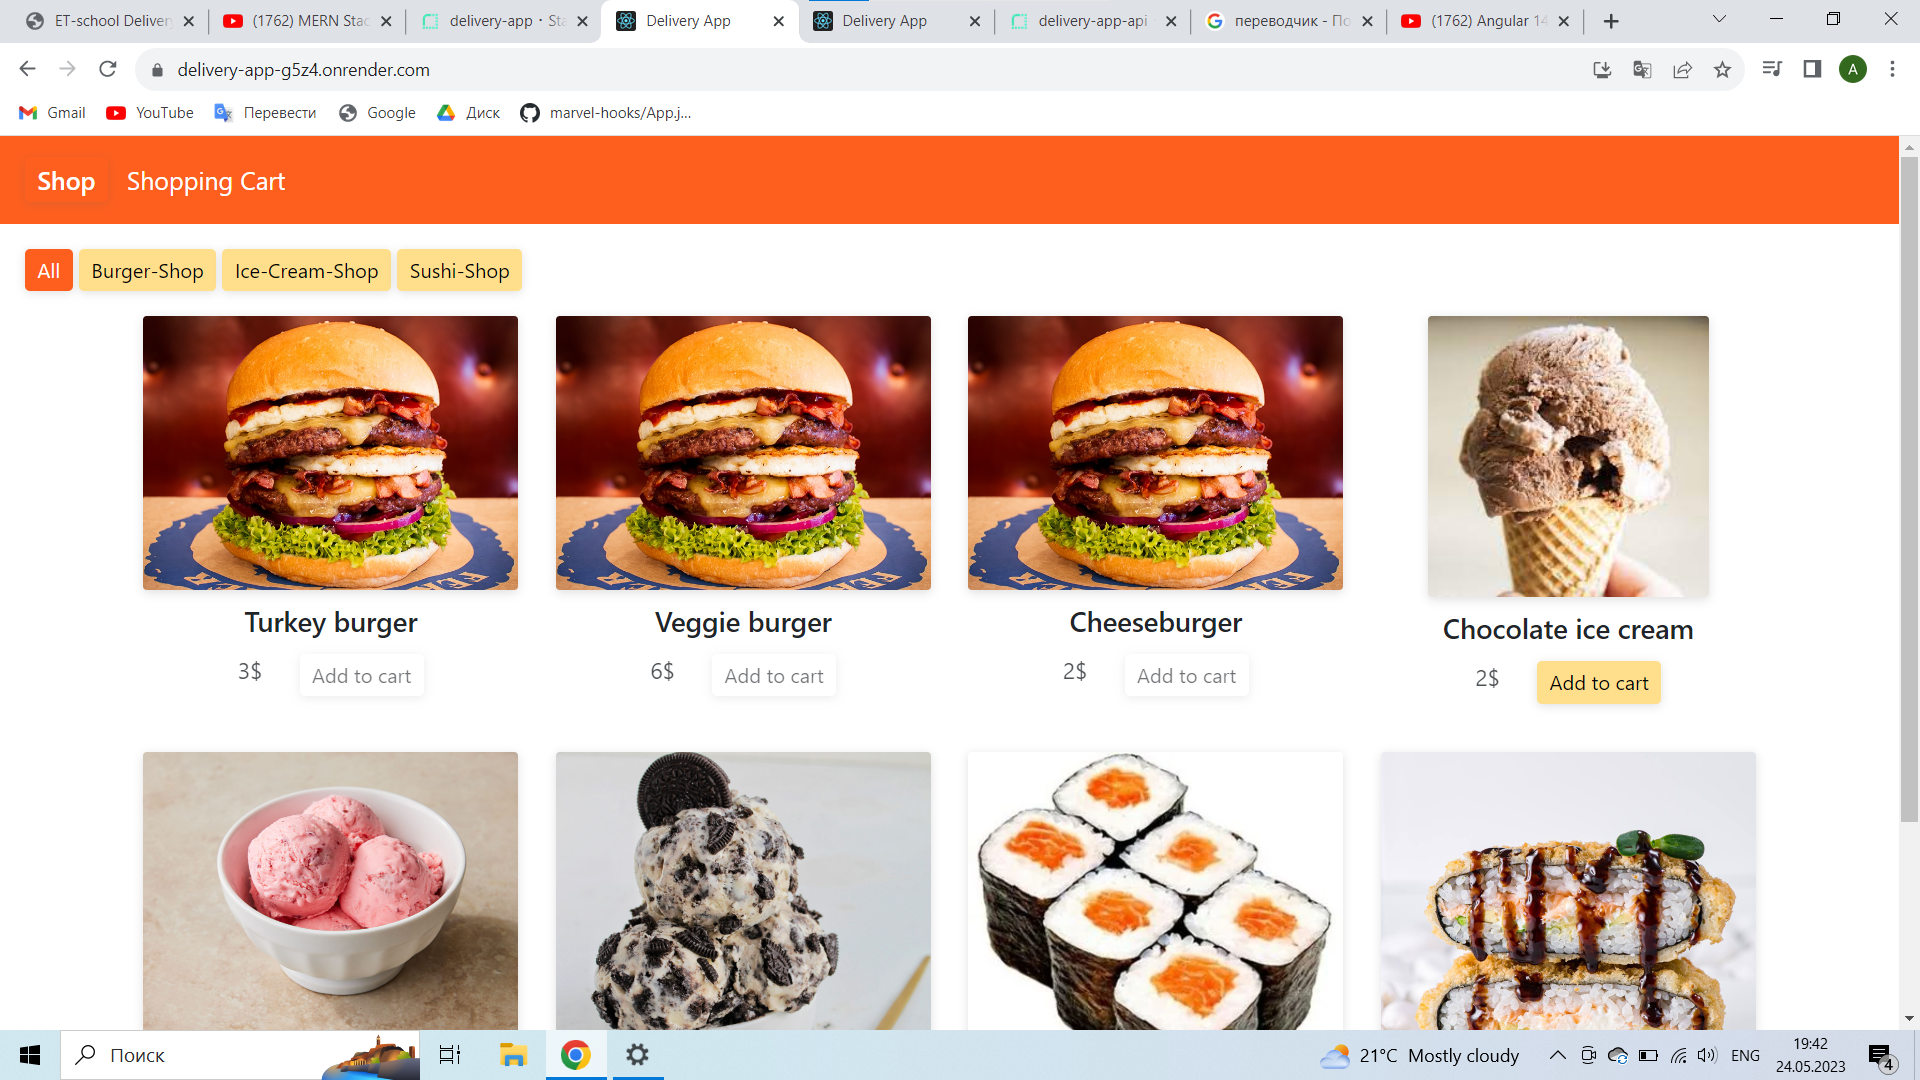 ET-school Delivery
(1762) MERN Stac
delivery-app · Sta
Delivery App
Delivery App
delivery-app-api
переводчик - По
(1762) Angular 14
delivery-app-g5z4.onrender.com
A
Gmail
YouTube
Перевести
Google
Диск
marvel-hooks/App.j...
Shop
Shopping Cart
All
Burger-Shop
Ice-Cream-Shop
Sushi-Shop
Turkey burger
3$
Add to cart
Veggie burger
6$
Add to cart
Cheeseburger
2$
Add to cart
Chocolate ice cream
2$
Add to cart
Поиск
21°C Mostly cloudy
ENG
19:42
24.05.2023
4